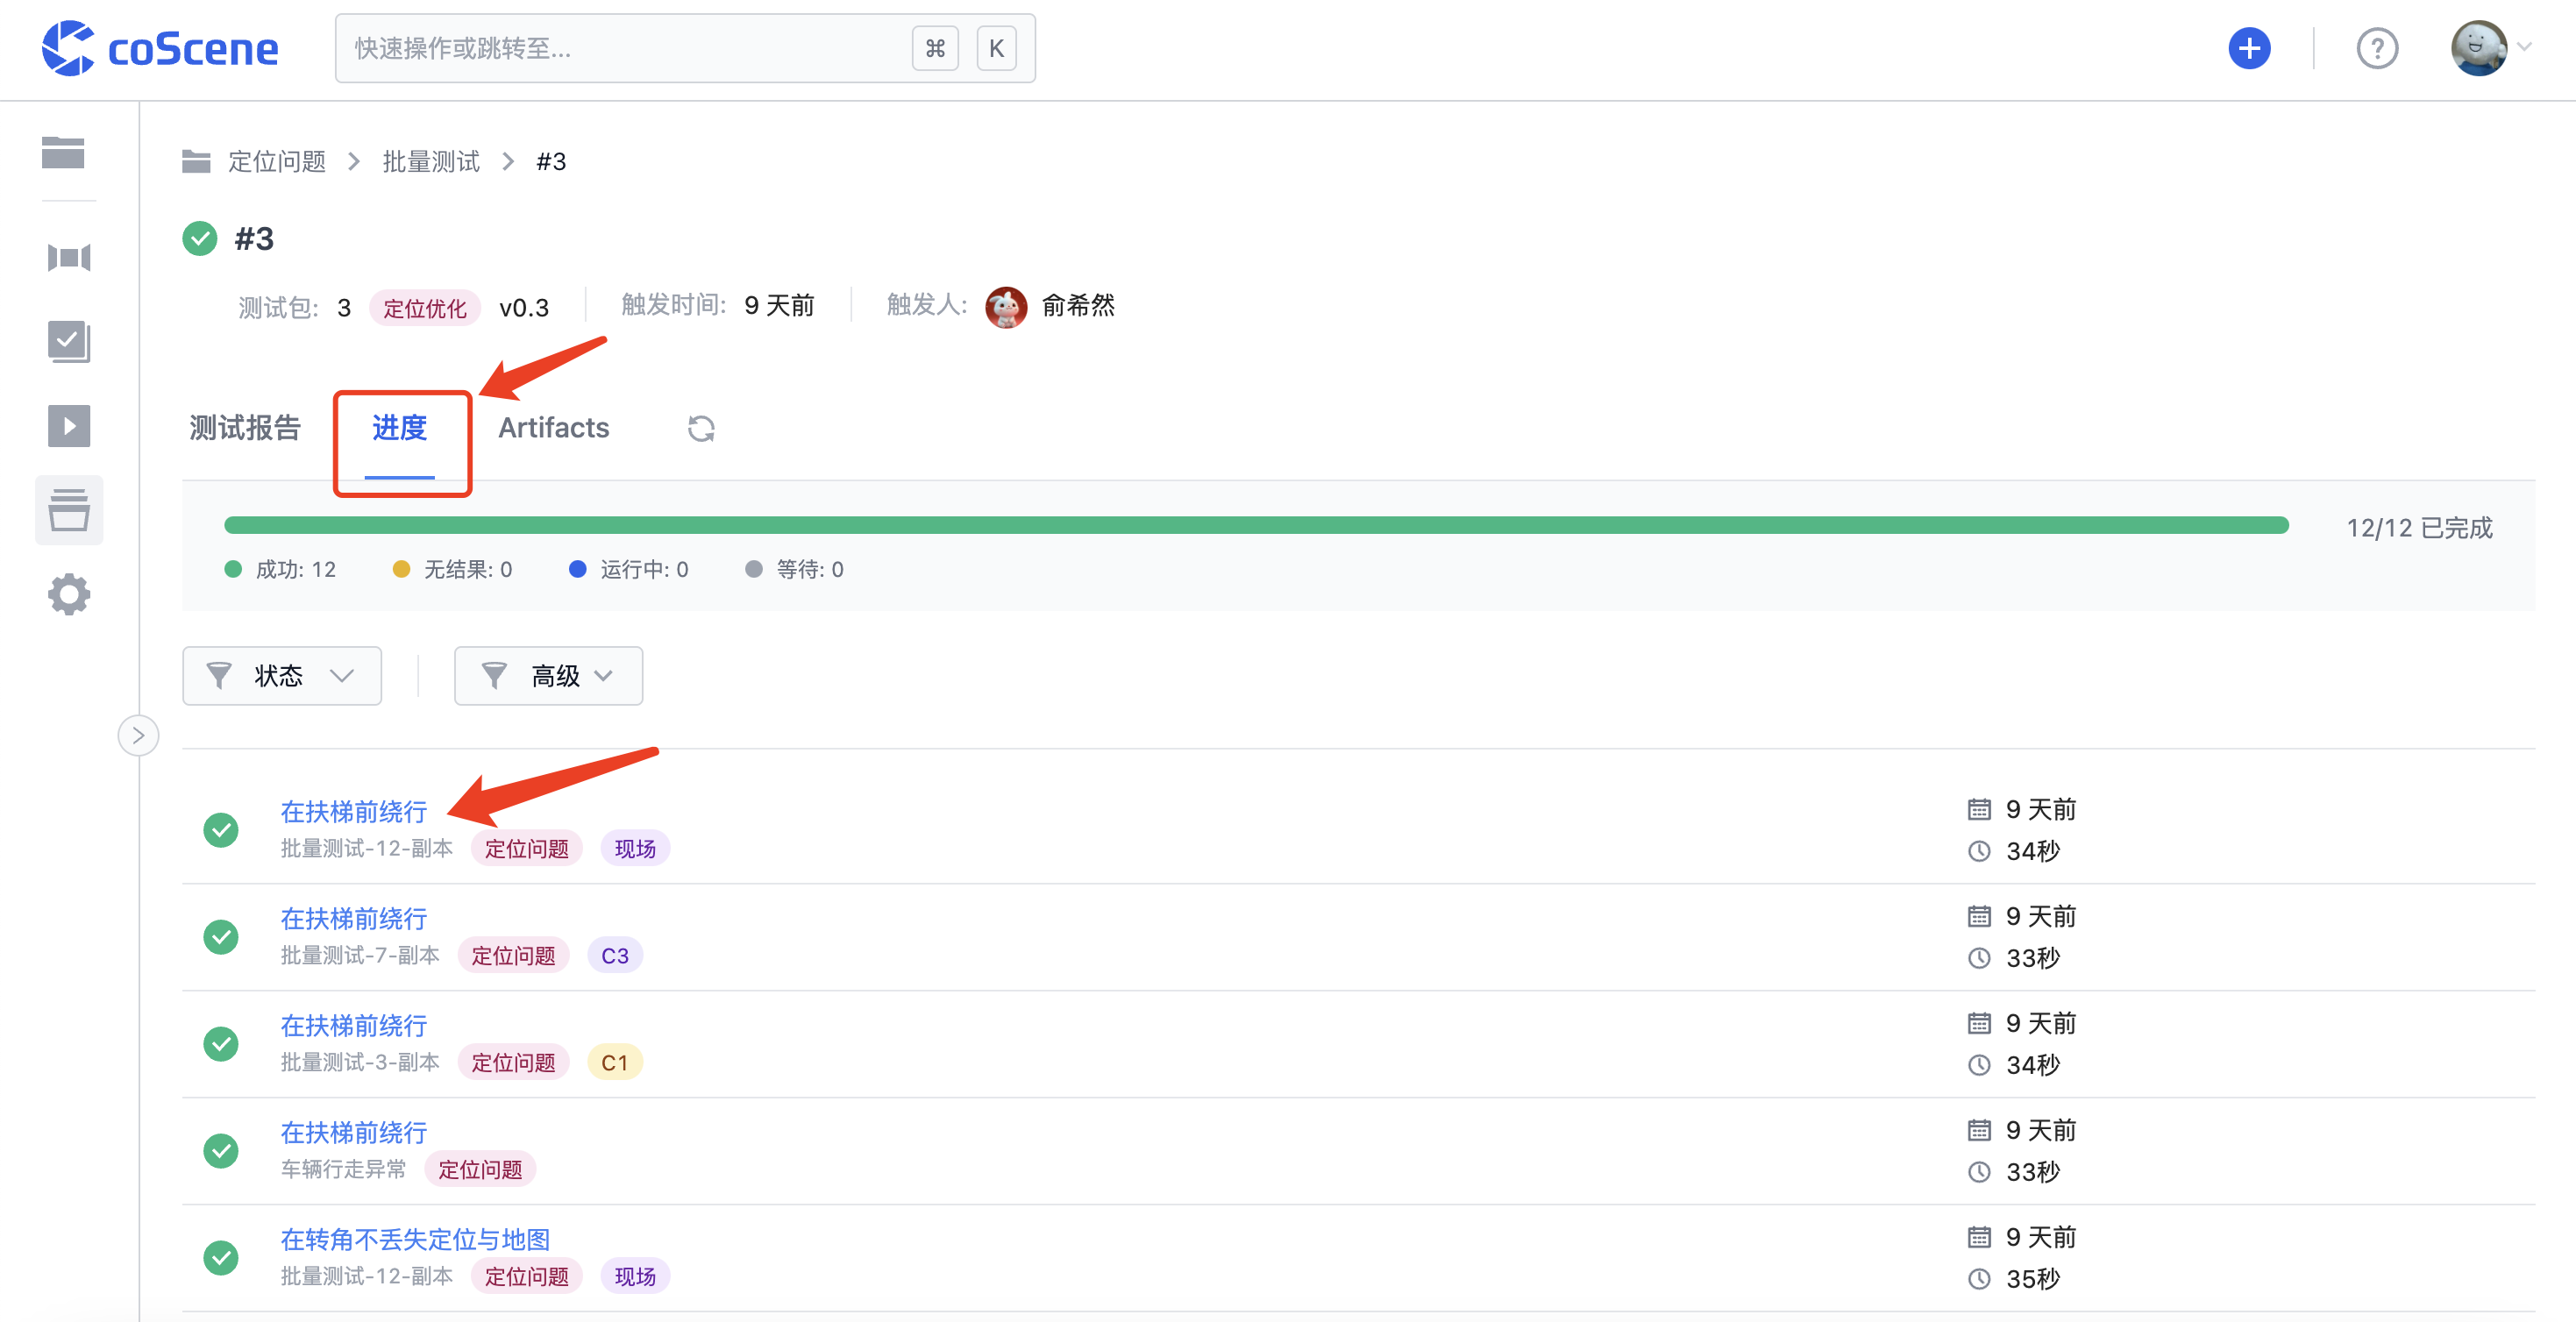 coScene
快速操作或跳转至...
⌘ K
定位问题 > 批量测试 > #3
#3
测试包: 3 定位优化 v0.3 触发时间: 9 天前 触发人: 俞希然
测试报告 进度 Artifacts
12/12 已完成
成功: 12 无结果: 0 运行中: 0 等待: 0
状态 高级
在扶梯前绕行 9 天前
批量测试-12-副本 定位问题 现场 34秒
在扶梯前绕行 9 天前
批量测试-7-副本 定位问题 C3 33秒
在扶梯前绕行 9 天前
批量测试-3-副本 定位问题 C1 34秒
在扶梯前绕行 9 天前
车辆行走异常 定位问题 33秒
在转角不丢失定位与地图 9 天前
批量测试-12-副本 定位问题 现场 35秒